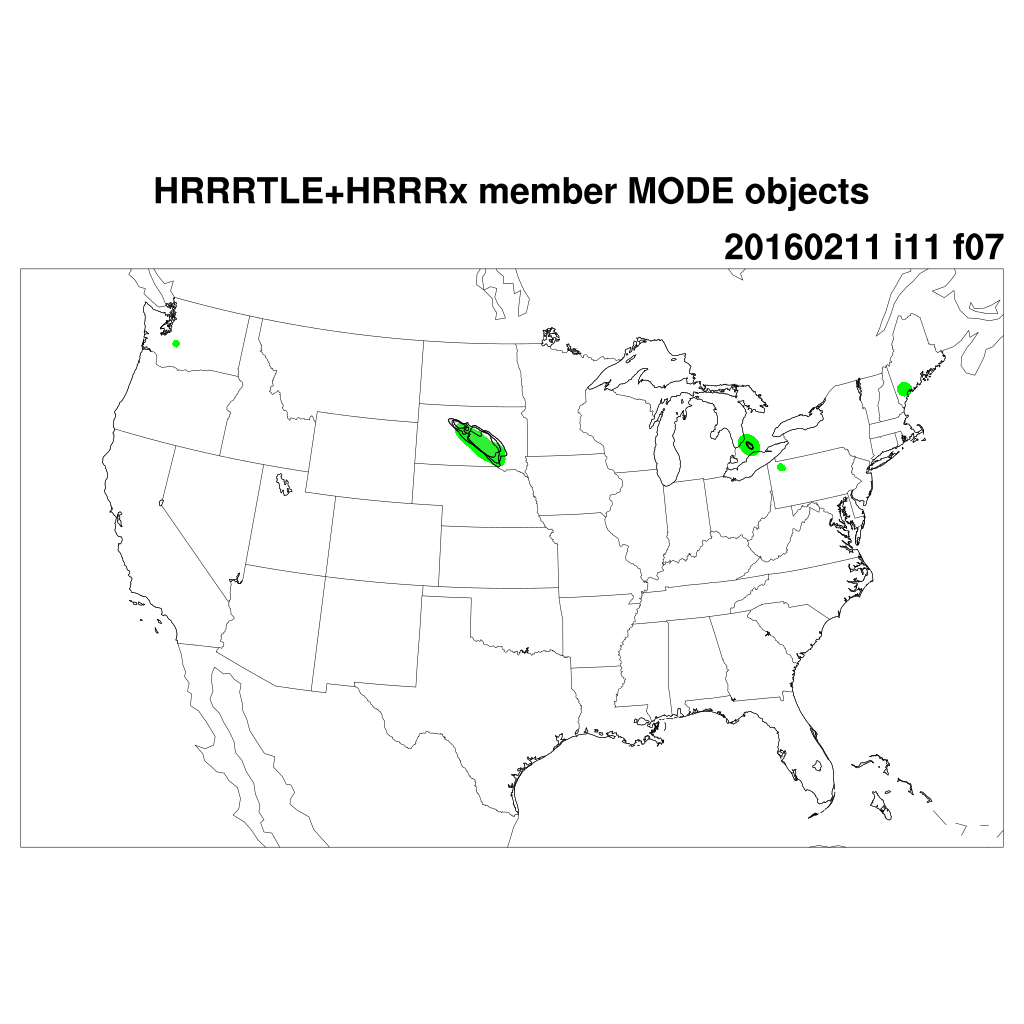 HRRRTLE+HRRRx member MODE objects
20160211 i11 f07